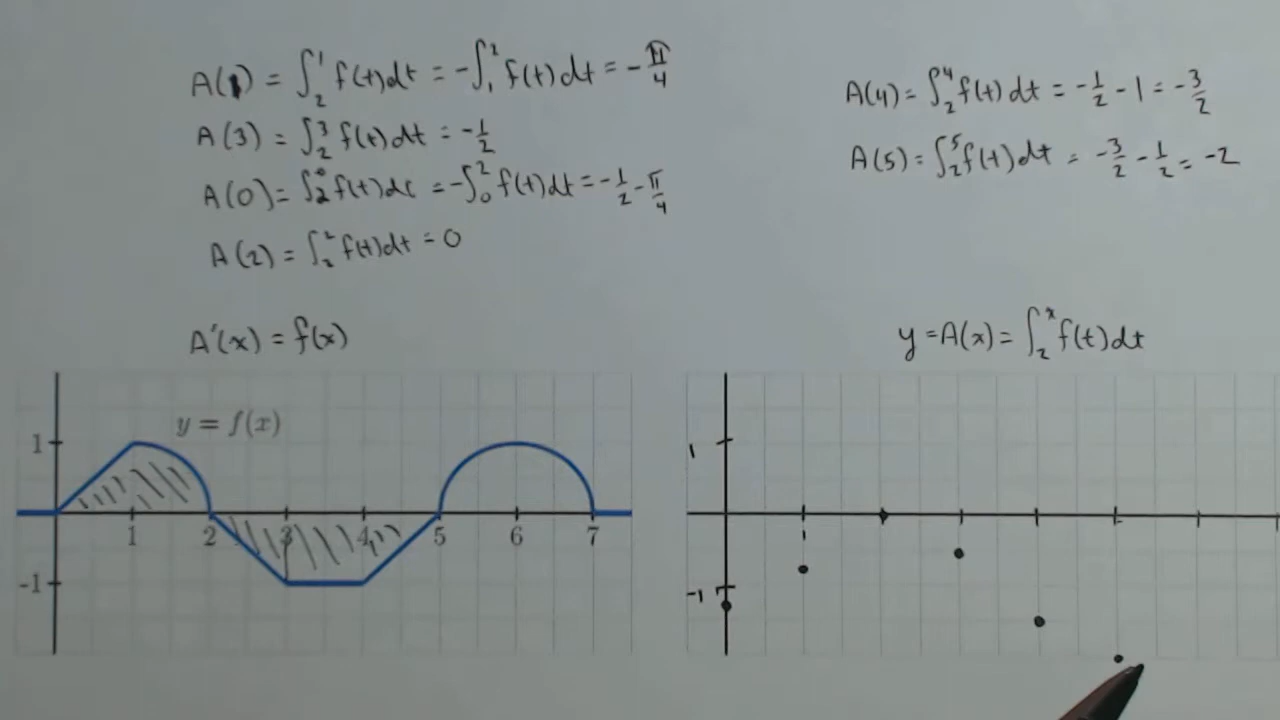 A(1) = ∫₂¹ f(t)dt = -∫₁² f(t)dt = -π/4
A(3) = ∫₂³ f(t)dt = -1/2
A(0) = ∫₂⁰ f(t)dt = -∫₀² f(t)dt = -1/2 - π/4
A(2) = ∫₂² f(t)dt = 0
A(4) = ∫₂⁴ f(t)dt = -1/2 - 1 = -3/2
A(5) = ∫₂⁵ f(t)dt = -3/2 - 1/2 = -2
A'(x) = f(x)
y = A(x) = ∫₂ˣ f(t)dt
y = f(x)
1
1 2 3 4 5 6 7
-1
1
1
-1